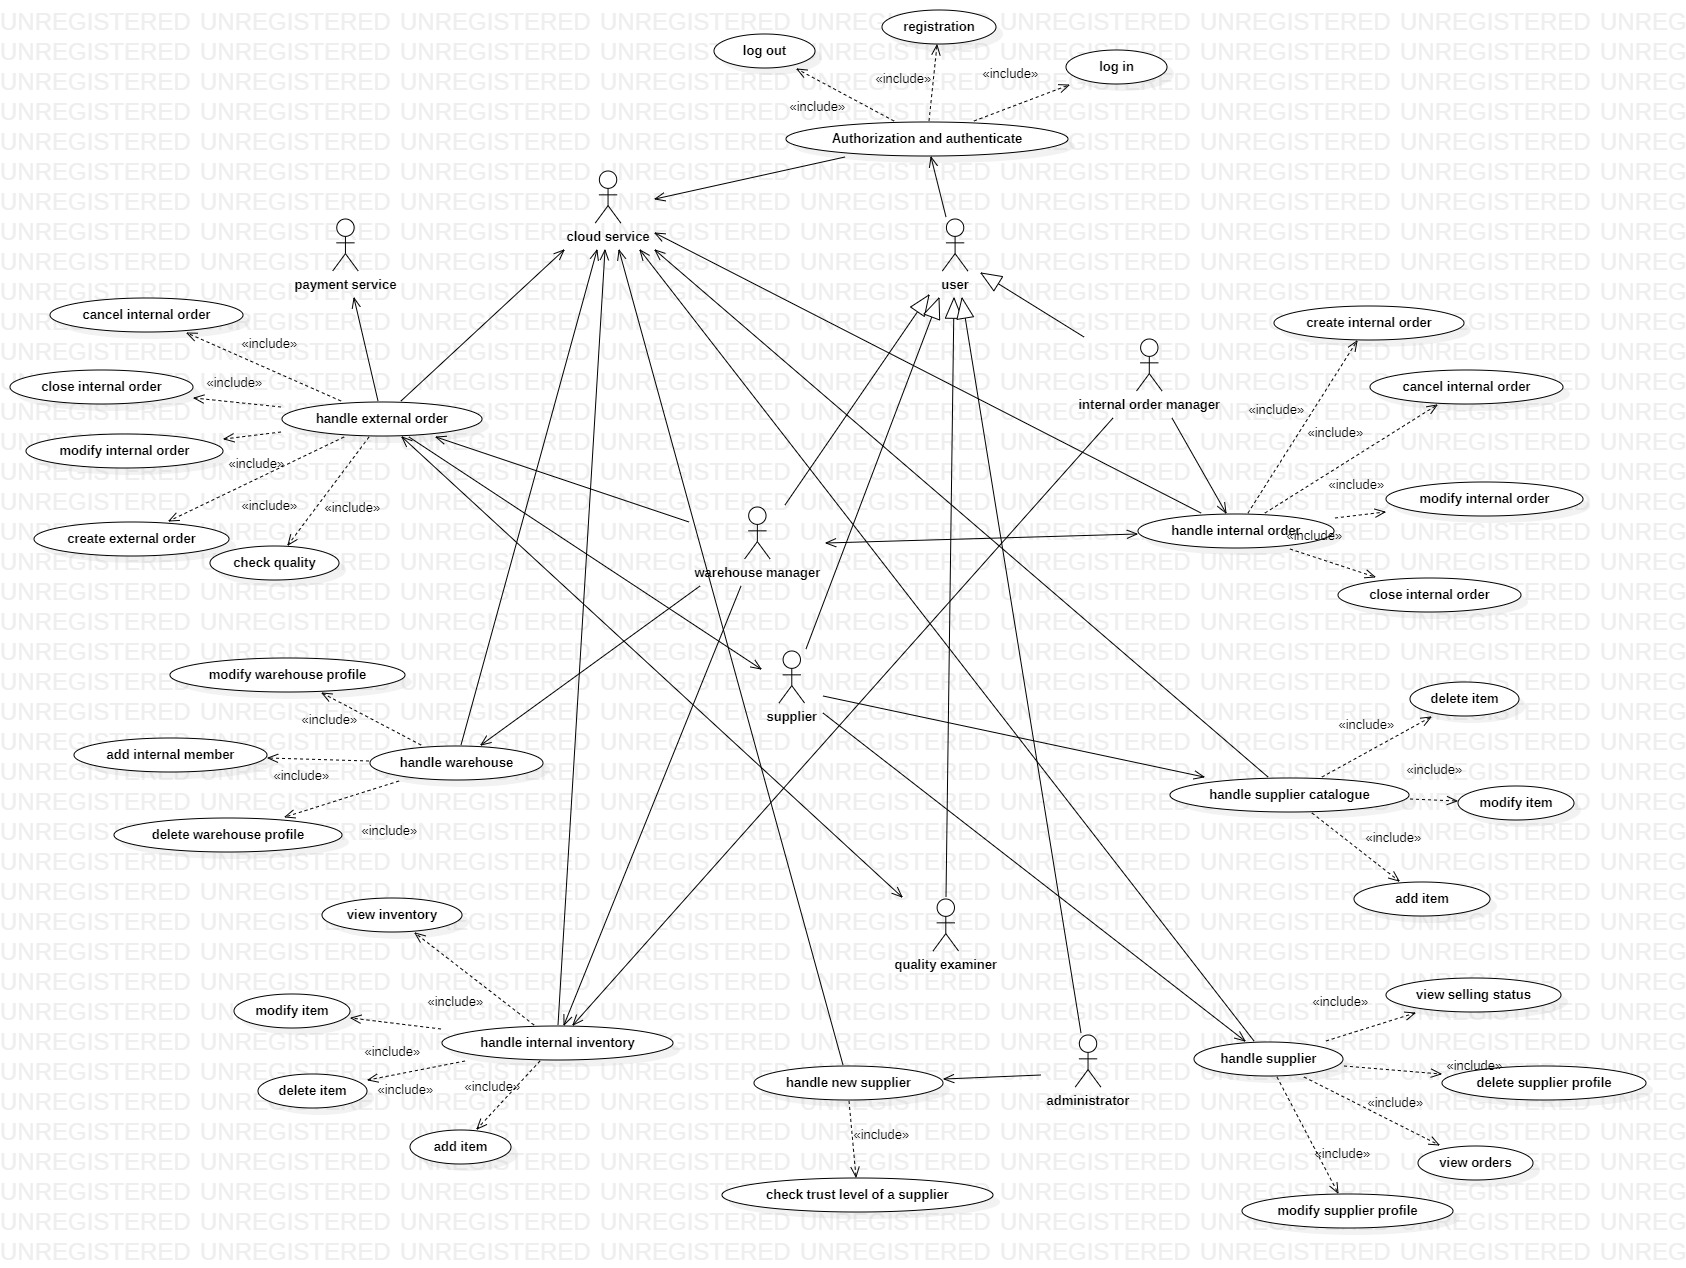 registration
log out
log in
«include»
«include»
«include»
Authorization and authenticate
cloud service
payment service
user
cancel internal order
create internal order
«include»
close internal order
«include»
cancel internal order
internal order manager
«include»
handle external order
«include»
modify internal order
«include»
«include»
modify internal order
«include»
«include»
handle internal order
«include»
create external order
check quality
warehouse manager
close internal order
modify warehouse profile
delete item
supplier
«include»
«include»
add internal member
handle warehouse
«include»
«include»
handle supplier catalogue
modify item
delete warehouse profile
«include»
«include»
add item
view inventory
quality examiner
view selling status
«include»
«include»
modify item
handle internal inventory
«include»
handle supplier
«include»
delete item
«include»
«include»
handle new supplier
delete supplier profile
administrator
«include»
«include»
add item
«include»
view orders
check trust level of a supplier
modify supplier profile
UNREGISTERED